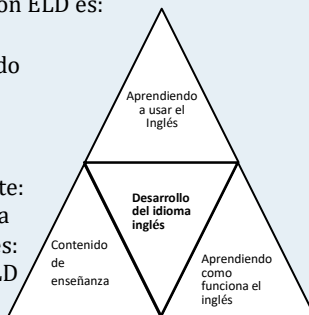 ón ELD es:
do
Aprendiendo
a usar el
Inglés
te:
a
es:
LD
Desarrollo
del idioma
inglés
Contenido
de
enseñanza
Aprendiendo
como
funciona el
inglés